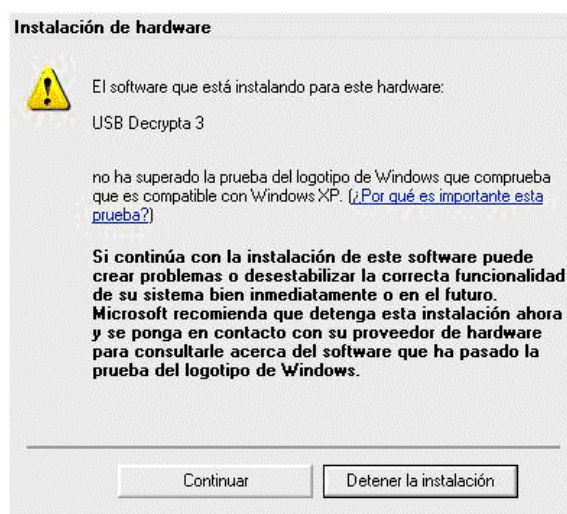 Instalación de hardware
El software que está instalando para este hardware:
USB Decrypta 3
no ha superado la prueba del logotipo de Windows que comprueba
que es compatible con Windows XP. (¿Por qué es importante esta
prueba?)
Si continúa con la instalación de este software puede
crear problemas o desestabilizar la correcta funcionalidad
de su sistema bien inmediatamente o en el futuro.
Microsoft recomienda que detenga esta instalación ahora
y se ponga en contacto con su proveedor de hardware
para consultarle acerca del software que ha pasado la
prueba del logotipo de Windows.
Continuar
Detener la instalación